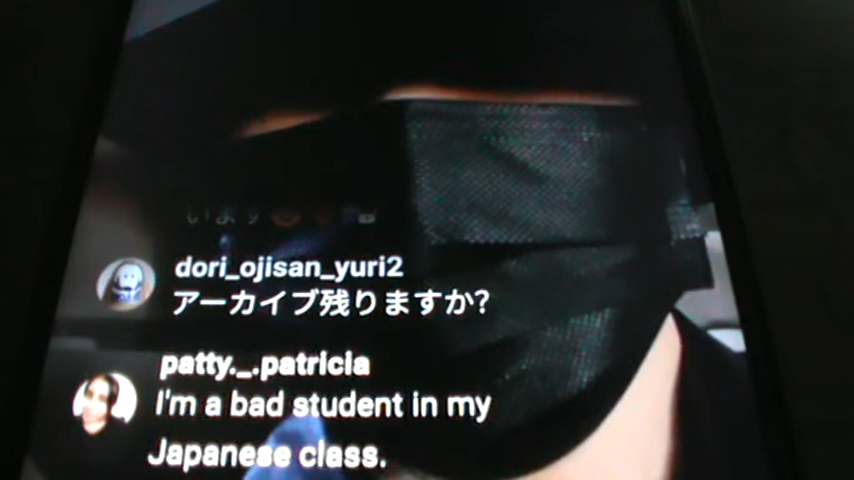 dori_ojisan_yuri2
アーカイブ残りますか?
patty._.patricia
I'm a bad student in my
Japanese class.